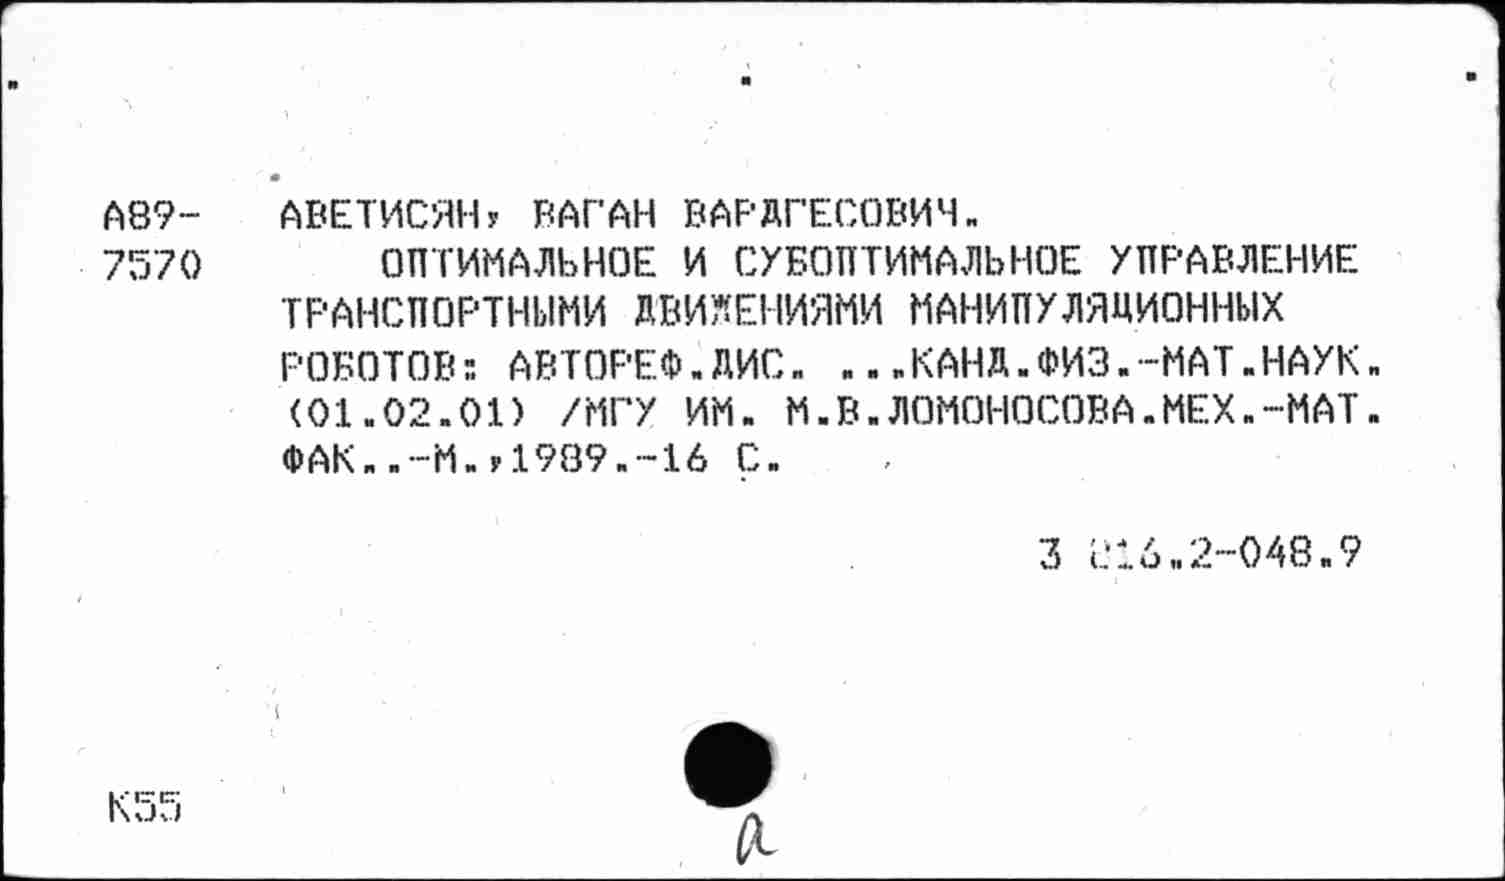 А89-
7570
АВЕТИСЯН, ВАГАН ВАРДГЕСОВИЧ.
ОПТИМАЛЬНОЕ И СУБОПТИМАЛЬНОЕ УПРАВЛЕНИЕ
ТРАНСПОРТНЫМИ ДВИЖЕНИЯМИ МАНИПУЛЯЦИОННЫХ
РОБОТОВ: АВТОРЕФ.ДИС. ...КАНД.ФИЗ.-МАТ.НАУК.
(01.02.01) /МГУ ИМ. М.В.ЛОМОНОСОВА.МЕХ.-МАТ.
ФАК..-М.,1989.-16 С.
3 816.2-048.9
К55
а